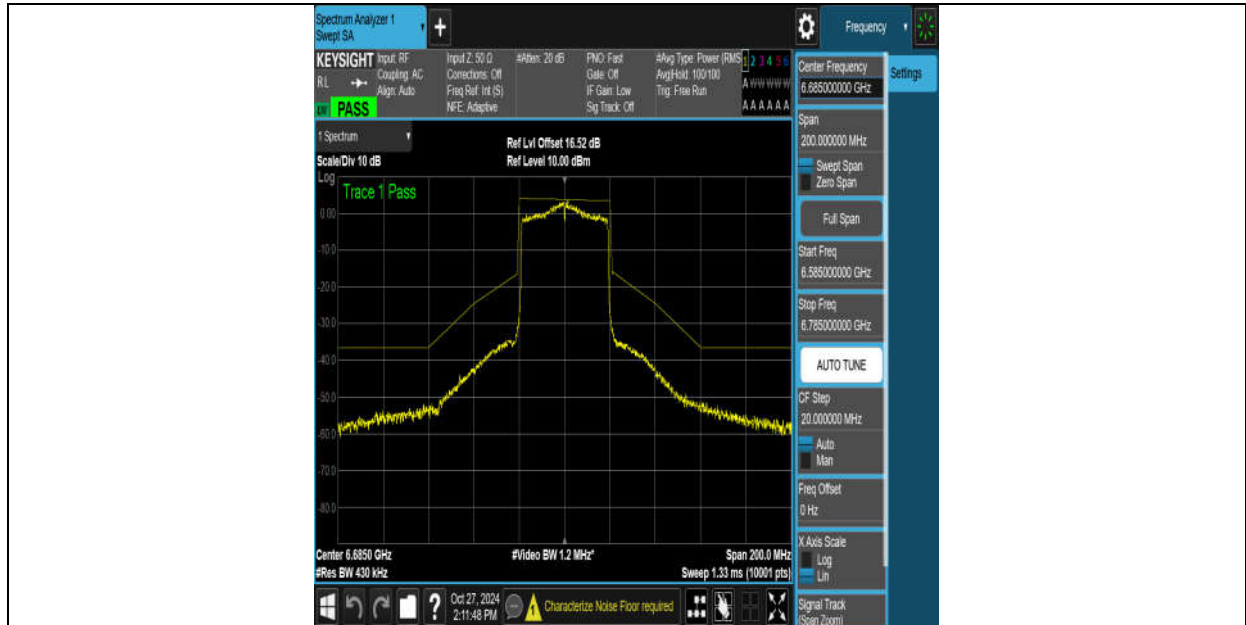 Spectrum Analyzer 1
Swept SA
+
Frequency
KEYSIGHT
RL
PASS
Input: RF
Coupling: AC
Align: Auto
Input Z: 50 Ω
Corrections: Off
Freq Ref: Int (S)
NFE: Adaptive
#Atten: 20 dB
PNO: Fast
Gate: Off
IF Gain: Low
Sig Track: Off
#Avg Type: Power (RMS
Avg|Hold: 100/100
Trig: Free Run
1 2 3 4 5 6
A W W W W W
A A A A A A
Center Frequency
6.685000000 GHz
Settings
Span
200.000000 MHz
Swept Span
Zero Span
Full Span
Start Freq
6.585000000 GHz
Stop Freq
6.785000000 GHz
AUTO TUNE
CF Step
20.000000 MHz
Auto
Man
Freq Offset
0 Hz
X Axis Scale
Log
Lin
Signal Track
(Span Zoom)
1 Spectrum
Scale/Div 10 dB
Ref Lvl Offset 16.52 dB
Ref Level 10.00 dBm
Log
Trace 1 Pass
0.00
-10.0
-20.0
-30.0
-40.0
-50.0
-60.0
-70.0
-80.0
Center 6.6850 GHz
#Video BW 1.2 MHz*
Span 200.0 MHz
#Res BW 430 kHz
Sweep 1.33 ms (10001 pts)
?
Oct 27, 2024
2:11:48 PM
Characterize Noise Floor required